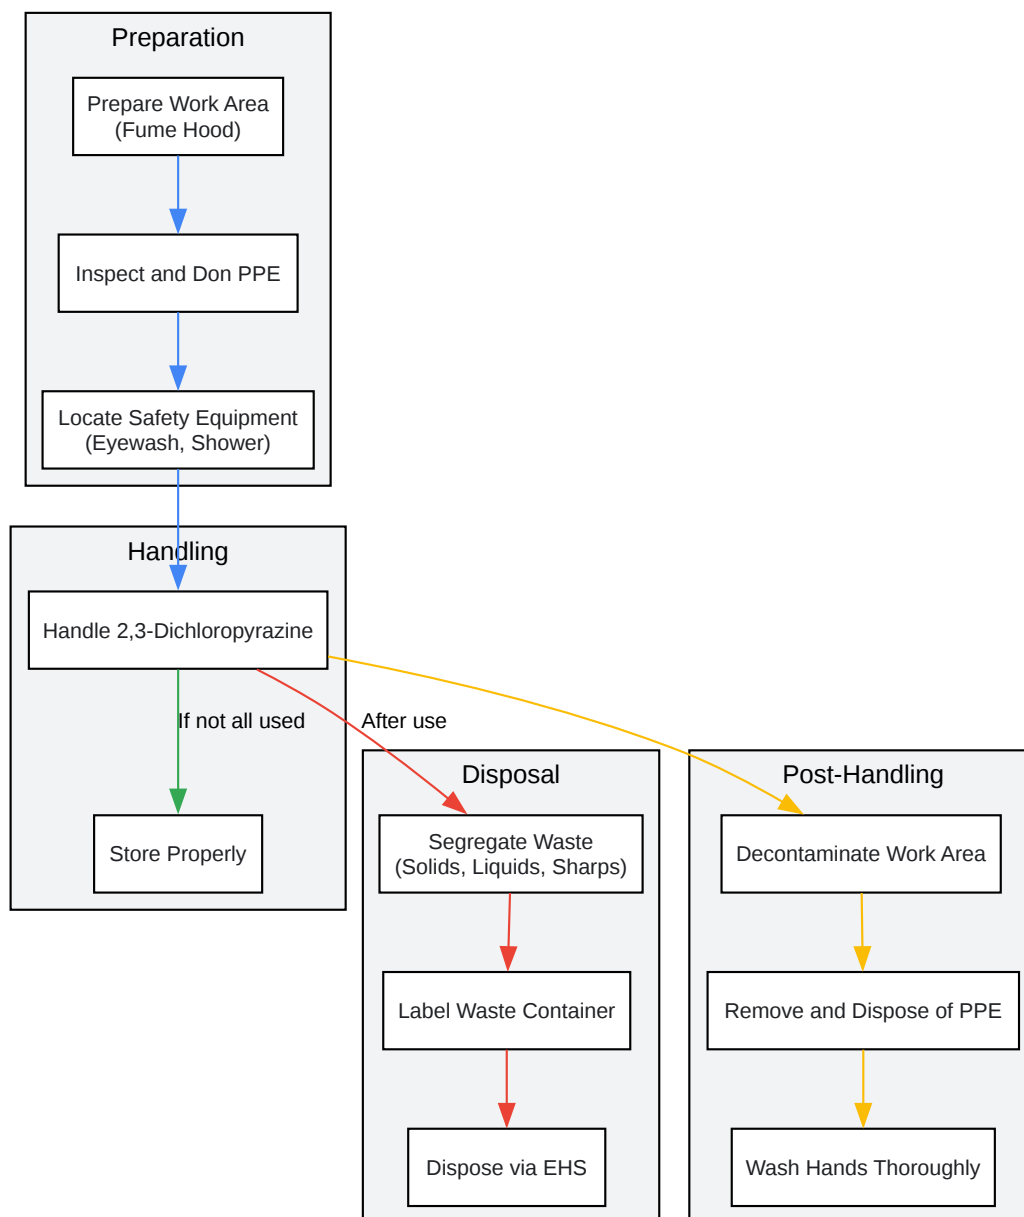 Preparation
Prepare Work Area
(Fume Hood)
Inspect and Don PPE
Locate Safety Equipment
(Eyewash, Shower)
Handling
Handle 2,3-Dichloropyrazine
If not all used
After use
Store Properly
Disposal
Segregate Waste
(Solids, Liquids, Sharps)
Label Waste Container
Dispose via EHS
Post-Handling
Decontaminate Work Area
Remove and Dispose of PPE
Wash Hands Thoroughly